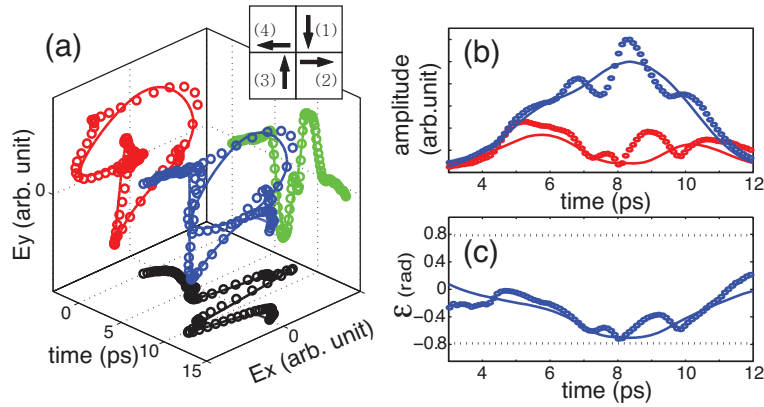 (a)
(4)
(1)
(3)
(2)
Ey (arb. unit)
0
0
5
10
15
time (ps)
0
Ex (arb. unit)
(b)
amplitude
(arb.unit)
4
6
8
10
12
time (ps)
(c)
0.8
0.4
0
−0.4
−0.8
ε (rad)
4
6
8
10
12
time (ps)